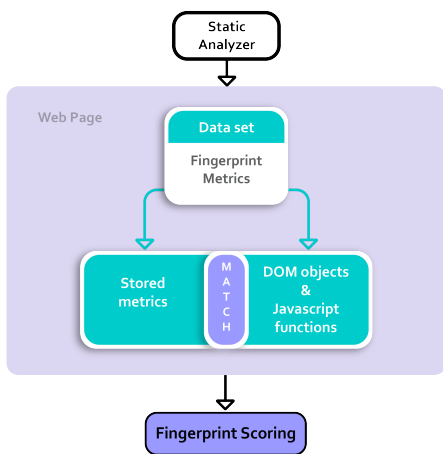 Static
Analyzer
Web Page
Data set
Fingerprint
Metrics
Stored
metrics
M
A
T
C
H
DOM objects
&
Javascript
functions
Fingerprint Scoring